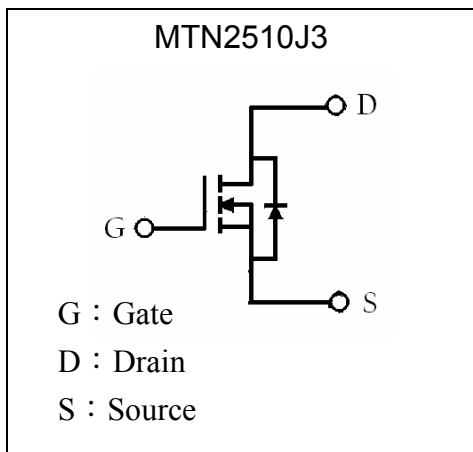 MTN2510J3
D
G
S
G：Gate
D：Drain
S：Source